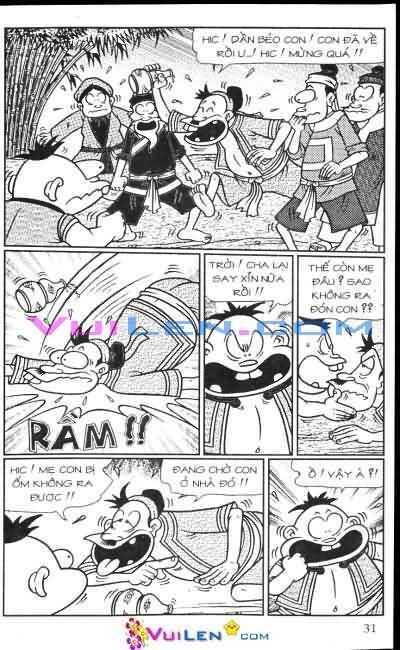 HIC! DẦN BÉO CON! CON ĐÃ VỀ
RỒI Ư...! HIC! MỪNG QUÁ!!
TRỜI! CHA LẠI
SAY XỈN NỮA
RỒI!!
THẾ CÒN MẸ
ĐÂU? SAO
KHÔNG RA
ĐÓN CON??
VUILEN.COM
RẦM!!
HIC! MẸ CON BỊ
ỐM KHÔNG RA
ĐƯỢC!!
ĐANG CHỜ CON
Ở NHÀ ĐÓ!!
Ồ! VẬY À?!
31
VUILEN.COM